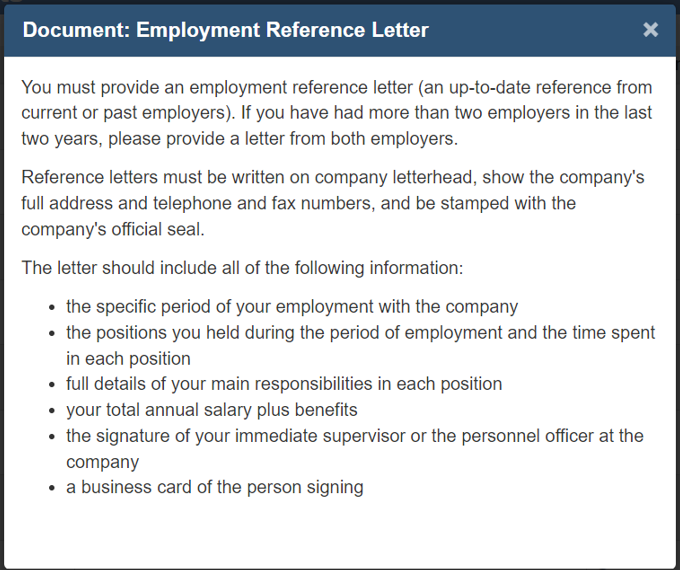 Document: Employment Reference Letter ×
You must provide an employment reference letter (an up-to-date reference from
current or past employers). If you have had more than two employers in the last
two years, please provide a letter from both employers.
Reference letters must be written on company letterhead, show the company's
full address and telephone and fax numbers, and be stamped with the
company's official seal.
The letter should include all of the following information:
• the specific period of your employment with the company
• the positions you held during the period of employment and the time spent
in each position
• full details of your main responsibilities in each position
• your total annual salary plus benefits
• the signature of your immediate supervisor or the personnel officer at the
company
• a business card of the person signing